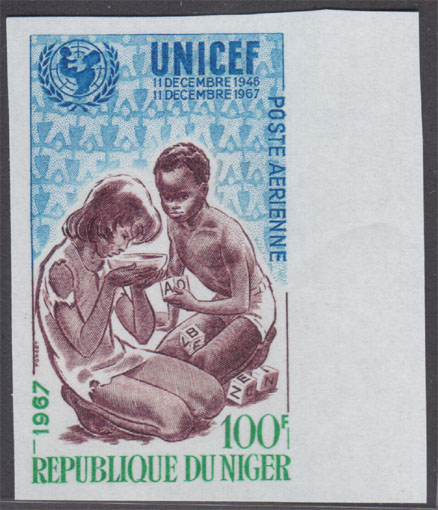 UNICEF
11 DECEMBRE 1946
11 DECEMBRE 1967
POSTE AERIENNE
A O
B
L E
N E
Z O N
1967
100F
REPUBLIQUE DU NIGER